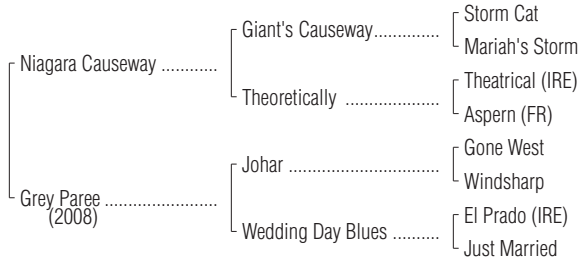 Storm Cat
Giant's Causeway..............
Mariah's Storm
Niagara Causeway ............
Theatrical (IRE)
Theoretically ....................
Aspern (FR)
Gone West
Johar ................................
Windsharp
Grey Paree ........................
(2008)
El Prado (IRE)
Wedding Day Blues ..........
Just Married